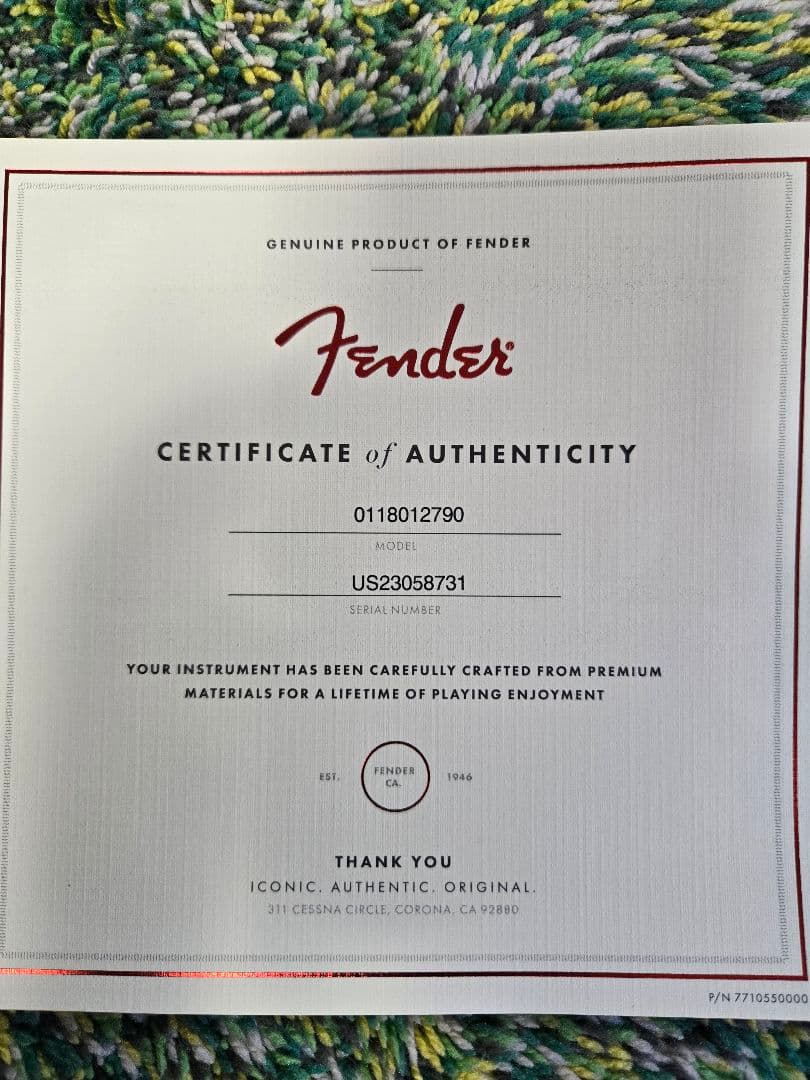 GENUINE PRODUCT OF FENDER
Fender®
CERTIFICATE of AUTHENTICITY
0118012790
MODEL
US23058731
SERIAL NUMBER
YOUR INSTRUMENT HAS BEEN CAREFULLY CRAFTED FROM PREMIUM
MATERIALS FOR A LIFETIME OF PLAYING ENJOYMENT
EST. FENDER 1946
CA.
THANK YOU
ICONIC. AUTHENTIC. ORIGINAL.
311 CESSNA CIRCLE, CORONA, CA 92880
P/N 7710550000